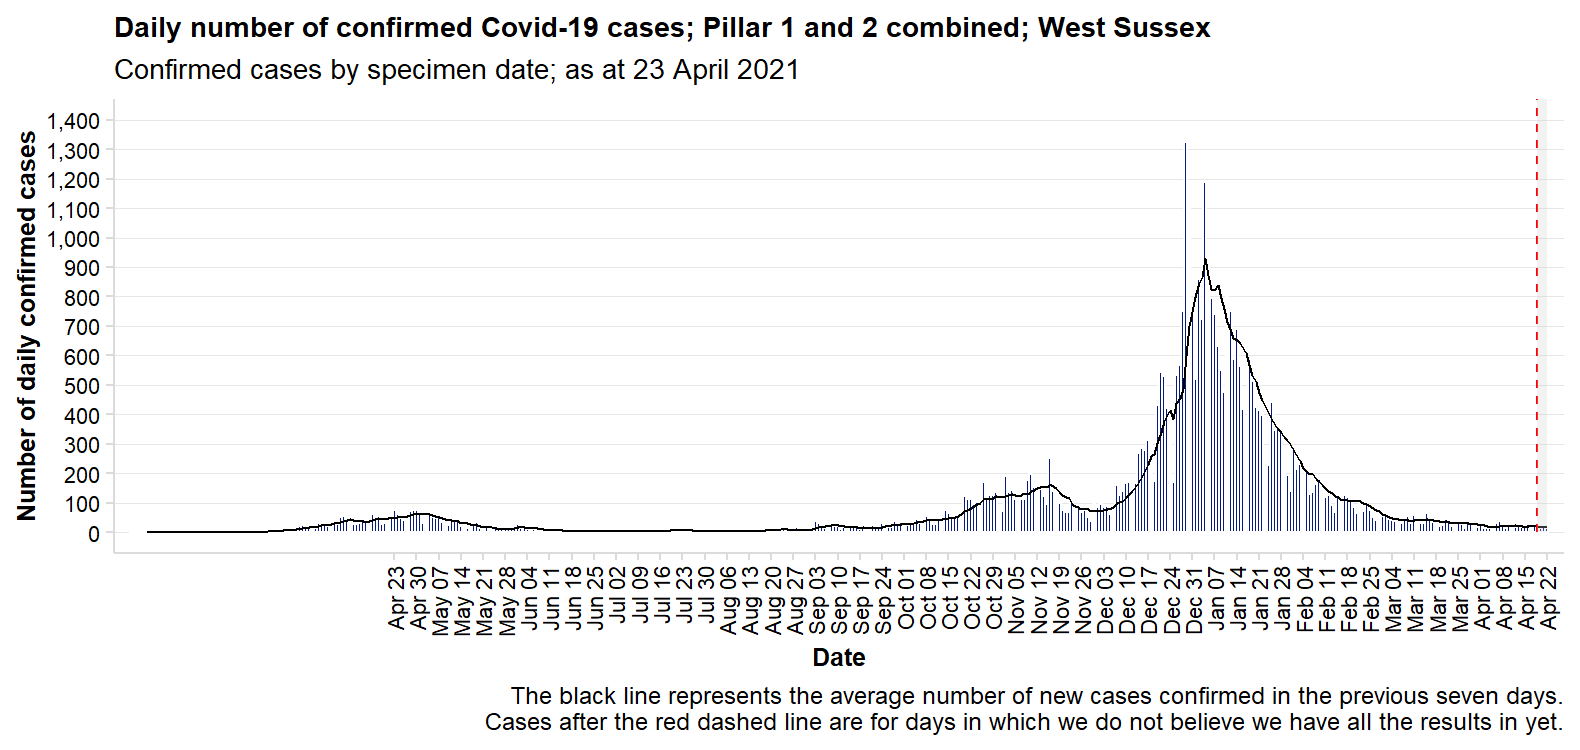 Daily number of confirmed Covid-19 cases; Pillar 1 and 2 combined; West Sussex
Confirmed cases by specimen date; as at 23 April 2021
Number of daily confirmed cases
1,400
1,300
1,200
1,100
1,000
900
800
700
600
500
400
300
200
100
0
Apr 23
Apr 30
May 07
May 14
May 21
May 28
Jun 04
Jun 11
Jun 18
Jun 25
Jul 02
Jul 09
Jul 16
Jul 23
Jul 30
Aug 06
Aug 13
Aug 20
Aug 27
Sep 03
Sep 10
Sep 17
Sep 24
Oct 01
Oct 08
Oct 15
Oct 22
Oct 29
Nov 05
Nov 12
Nov 19
Nov 26
Dec 03
Dec 10
Dec 17
Dec 24
Dec 31
Jan 07
Jan 14
Jan 21
Jan 28
Feb 04
Feb 11
Feb 18
Feb 25
Mar 04
Mar 11
Mar 18
Mar 25
Apr 01
Apr 08
Apr 15
Apr 22
Date
The black line represents the average number of new cases confirmed in the previous seven days.
Cases after the red dashed line are for days in which we do not believe we have all the results in yet.